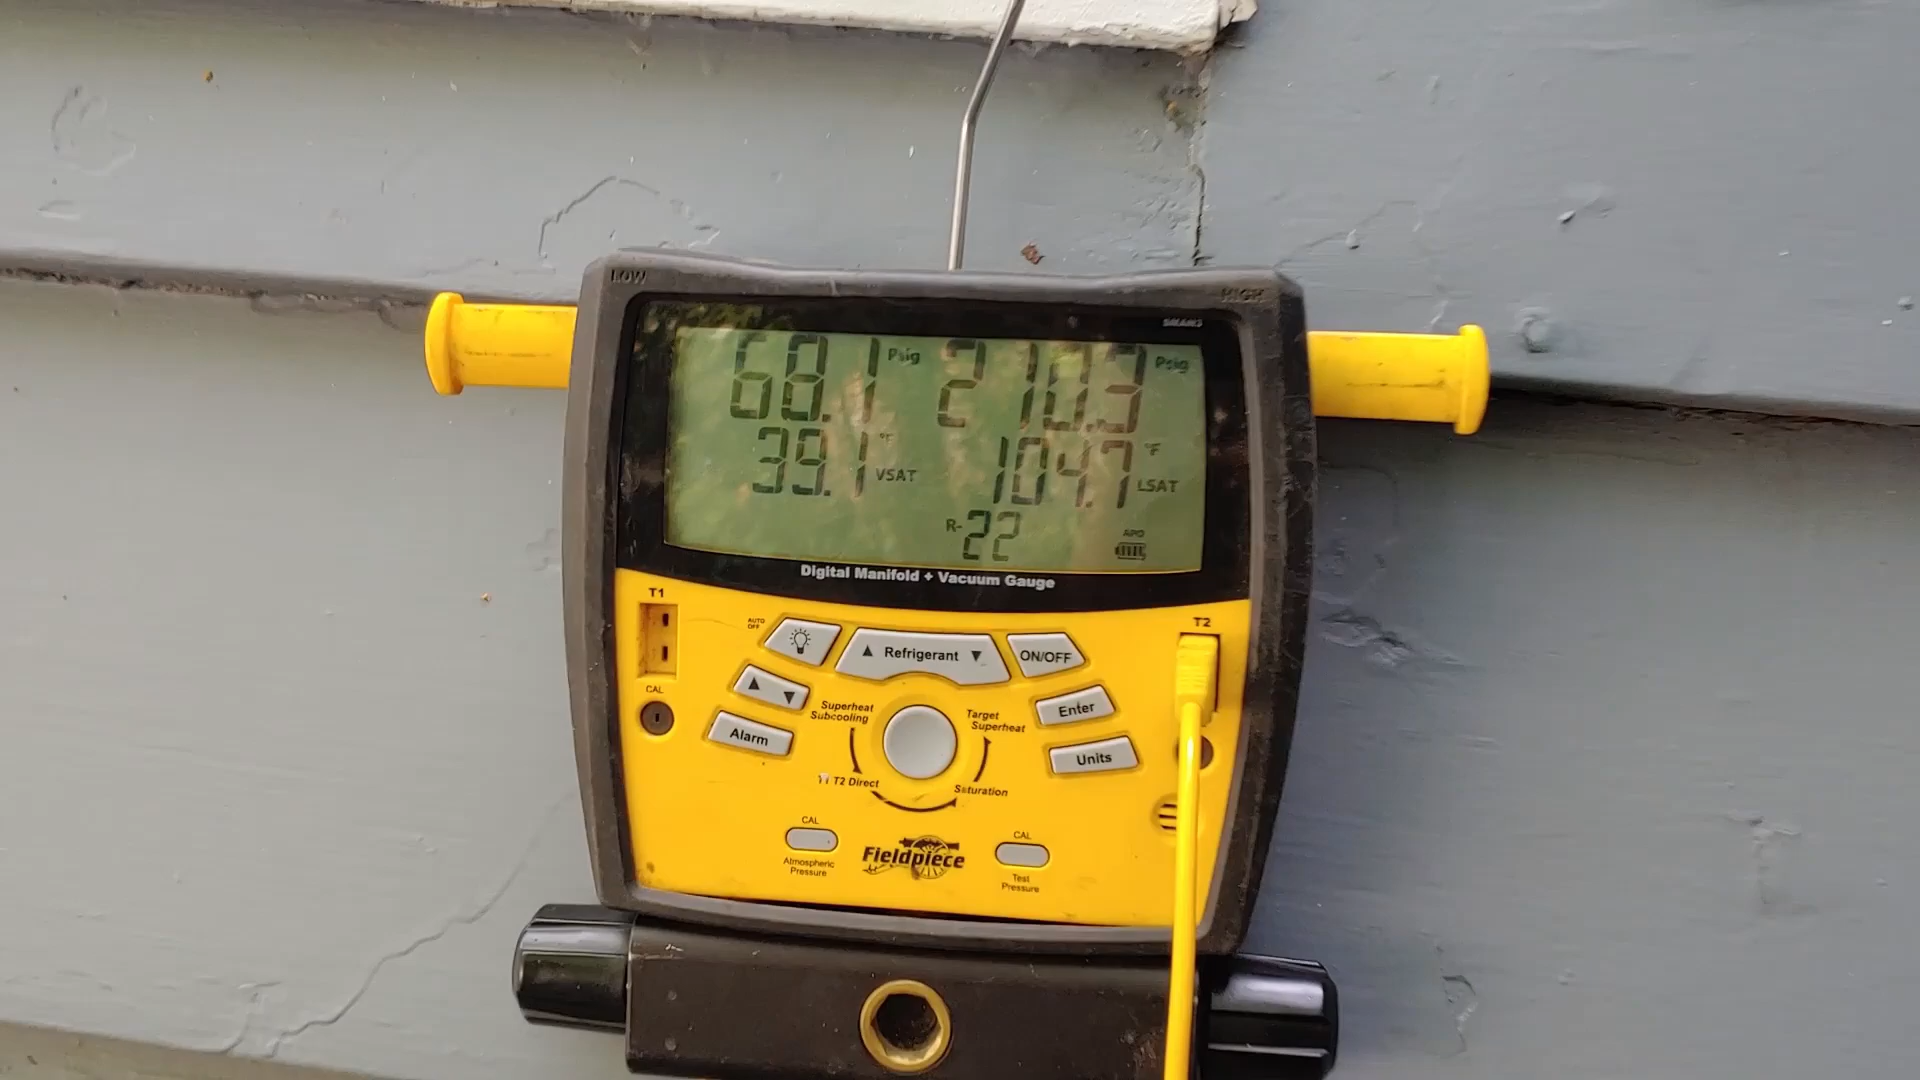 LOW
HIGH
SMAN3
68.1 Psig 210.3 Psig
39.1 °F VSAT 104.7 °F LSAT
R-22
APO
Digital Manifold + Vacuum Gauge
T1
T2
AUTO OFF
▲ Refrigerant ▼
ON/OFF
▲ ▼
CAL
Superheat
Subcooling
Target
Superheat
Enter
Alarm
Units
T2 Direct
Saturation
CAL
CAL
Atmospheric
Pressure
Fieldpiece
Test
Pressure